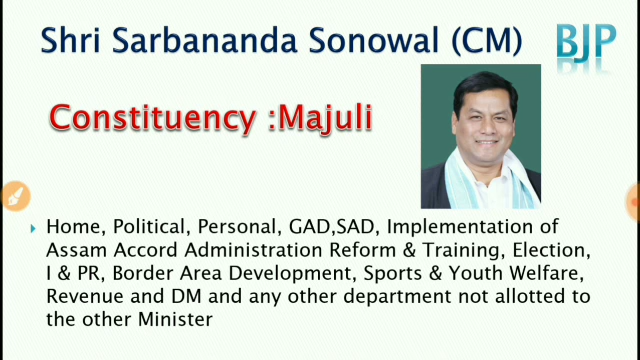 Shri Sarbananda Sonowal (CM)
BJP
Constituency :Majuli
Home, Political, Personal, GAD,SAD, Implementation of
Assam Accord Administration Reform & Training, Election,
I & PR, Border Area Development, Sports & Youth Welfare,
Revenue and DM and any other department not allotted to
the other Minister